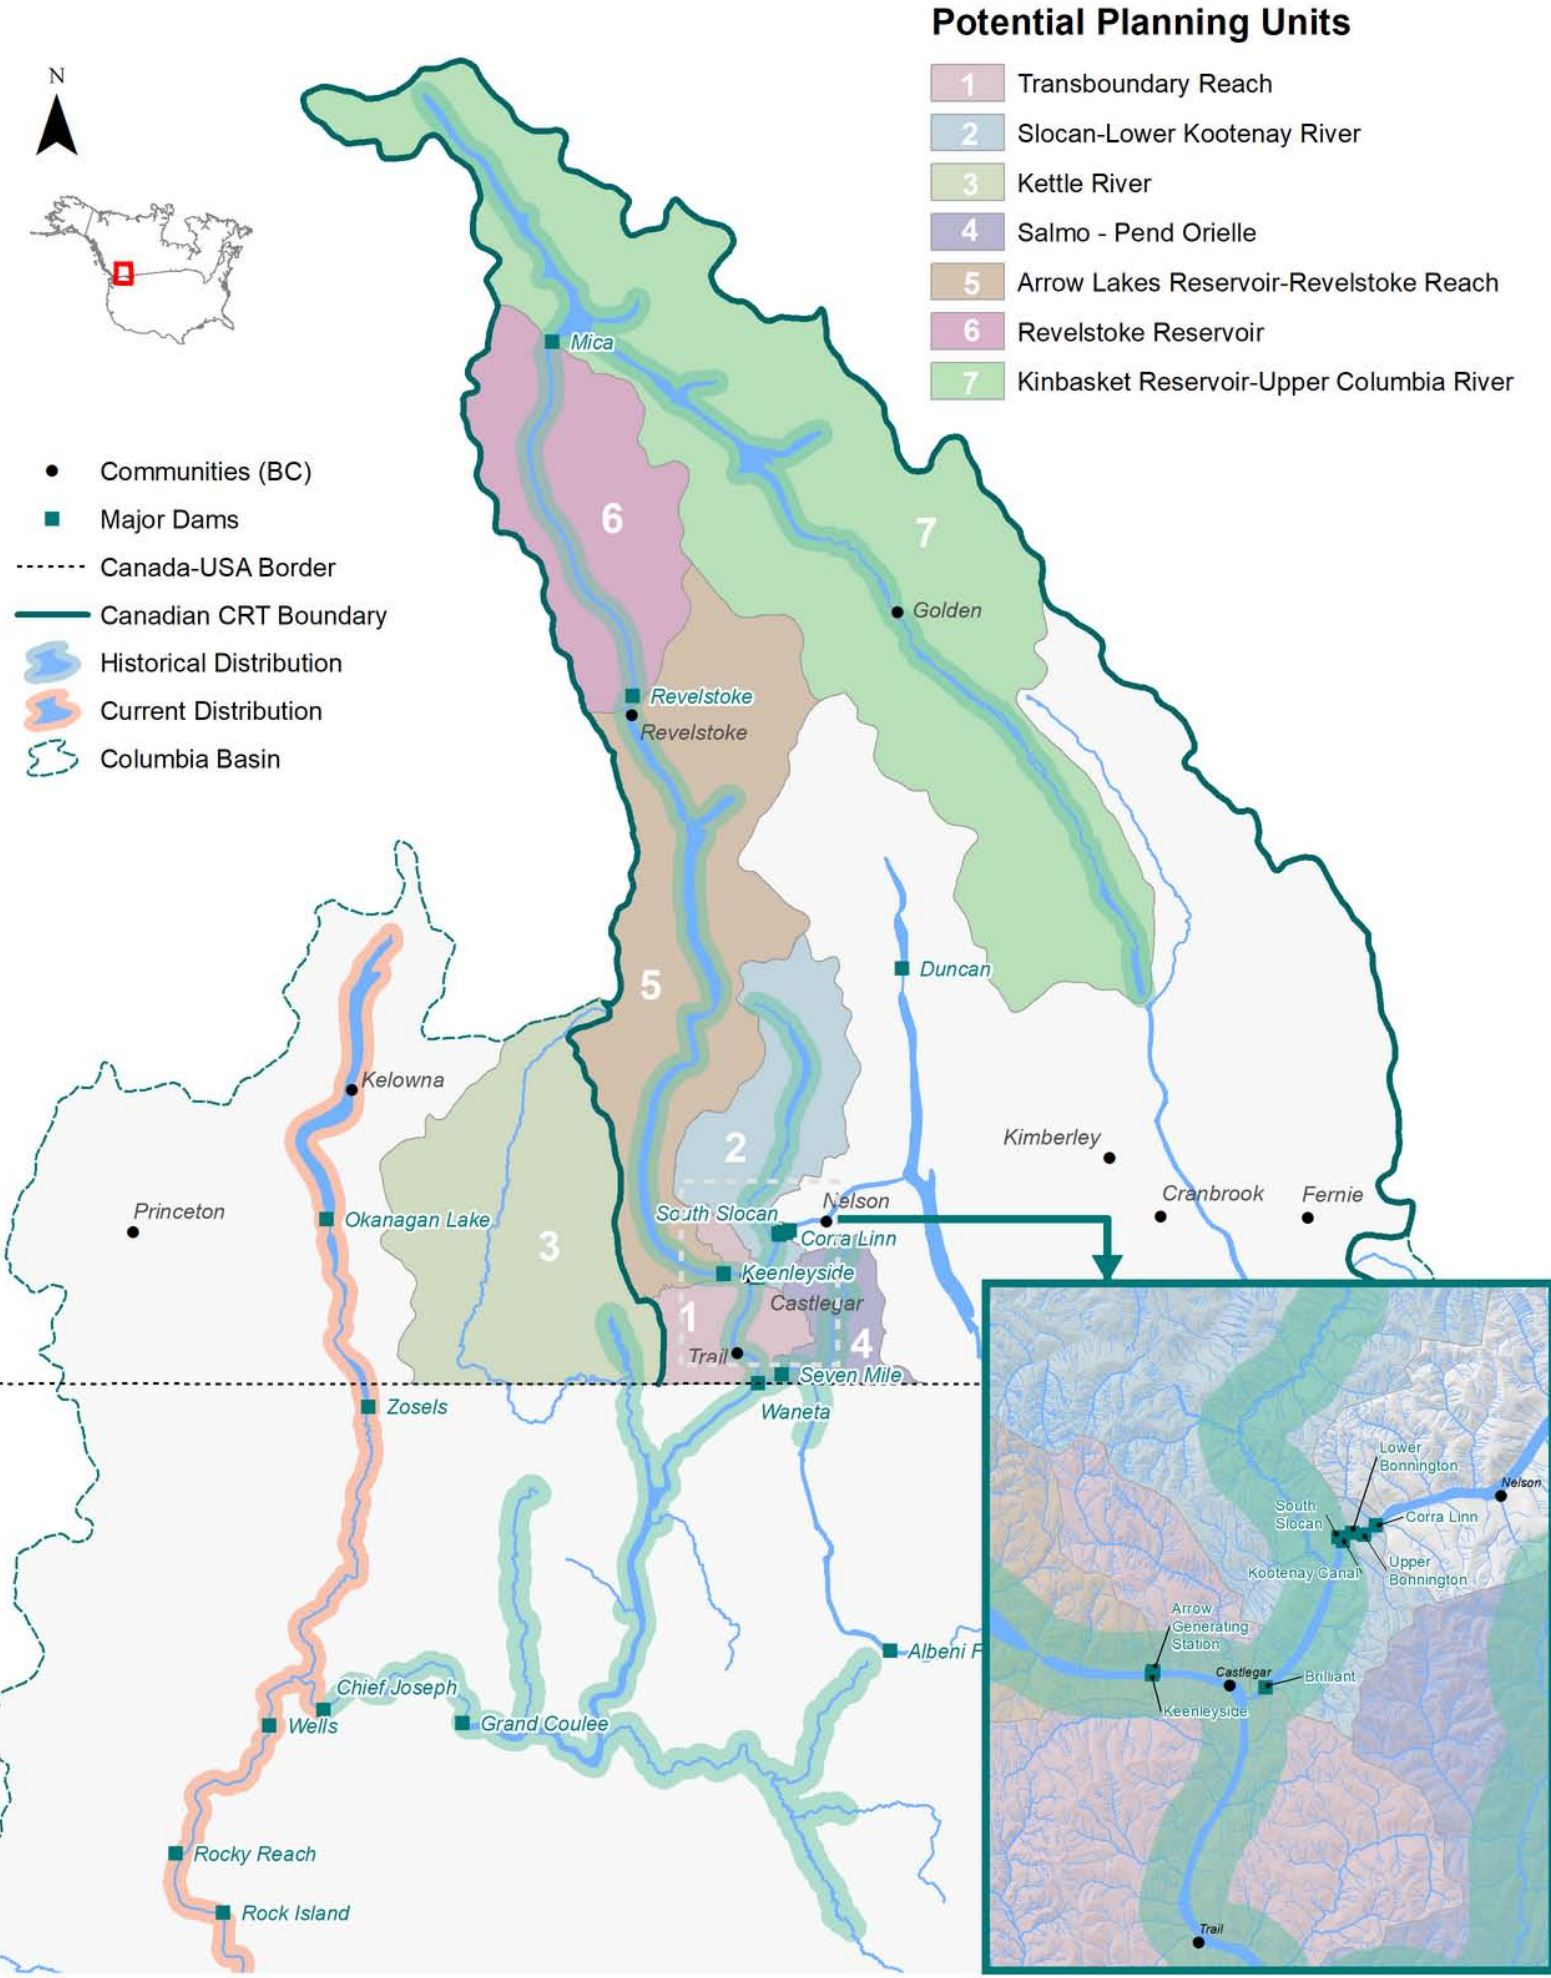 Potential Planning Units
1 Transboundary Reach
2 Slocan-Lower Kootenay River
3 Kettle River
4 Salmo - Pend Orielle
5 Arrow Lakes Reservoir-Revelstoke Reach
6 Revelstoke Reservoir
7 Kinbasket Reservoir-Upper Columbia River
N
Communities (BC)
Major Dams
Canada-USA Border
Canadian CRT Boundary
Historical Distribution
Current Distribution
Columbia Basin
Mica
6
7
Golden
Revelstoke
Revelstoke
Duncan
5
Kelowna
Kimberley
2
Nelson
Cranbrook
Fernie
Princeton
Okanagan Lake
South Slocan
Corra Linn
3
Keenleyside
Castlegar
1
4
Trail
Seven Mile
Zosels
Waneta
Albeni F
Chief Joseph
Wells
Grand Coulee
Rocky Reach
Rock Island
Lower
Bonnington
Nelson
South
Slocan
Corra Linn
Kootenay Canal
Upper
Bonnington
Arrow
Generating
Station
Castlegar
Brilliant
Keenleyside
Trail